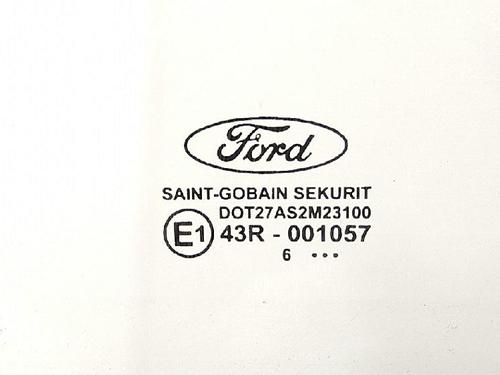 Ford
SAINT-GOBAIN SEKURIT
DOT27AS2M23100
E1 43R - 001057
6 ...